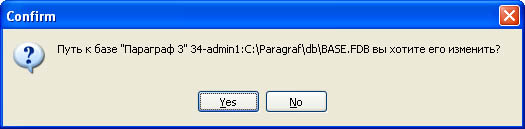 Confirm
Путь к базе "Параграф 3" 34-admin1:C:\Paragraf\db\BASE.FDB вы хотите его изменить?
Yes
No